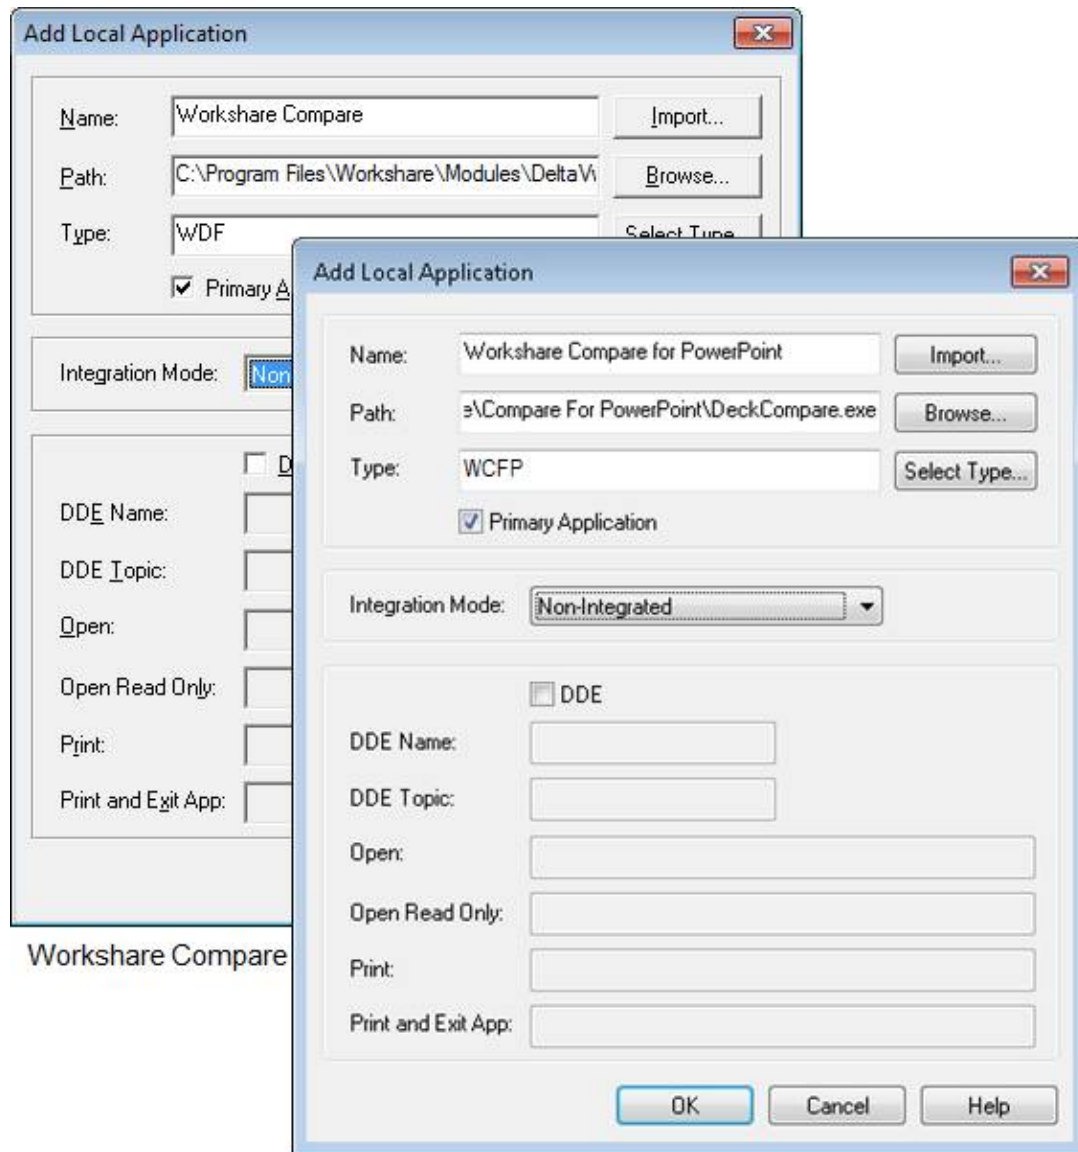 Add Local Application
Name: Workshare Compare Import...
Path: C:\Program Files\Workshare\Modules\DeltaV Browse...
Type: WDF Select Type
Primary A
Integration Mode: Non
D
DDE Name:
DDE Topic:
Open:
Open Read Only:
Print:
Print and Exit App:
Workshare Compare
Add Local Application
Name: Workshare Compare for PowerPoint Import...
Path: e\Compare For PowerPoint\DeckCompare.exe Browse...
Type: WCFP Select Type...
Primary Application
Integration Mode: Non-Integrated
DDE
DDE Name:
DDE Topic:
Open:
Open Read Only:
Print:
Print and Exit App:
OK Cancel Help